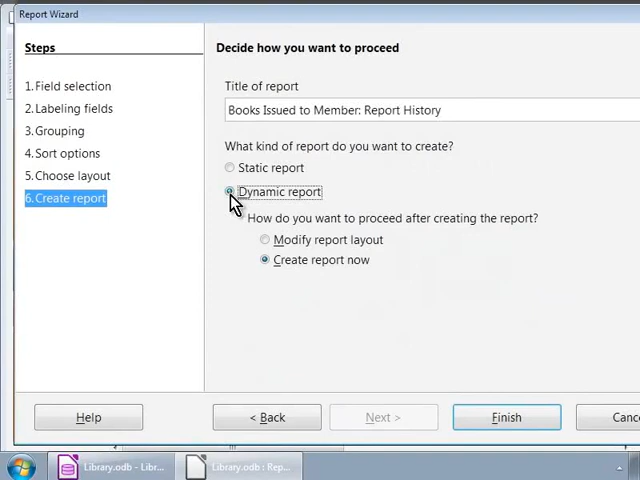 Report Wizard
Steps
1.Field selection
2.Labeling fields
3.Grouping
4.Sort options
5.Choose layout
6.Create report
Decide how you want to proceed
Title of report
Books Issued to Member: Report History
What kind of report do you want to create?
Static report
Dynamic report
How do you want to proceed after creating the report?
Modify report layout
Create report now
Help
< Back
Next >
Finish
Cance
Library.odb - Libr...
Library.odb : Rep...